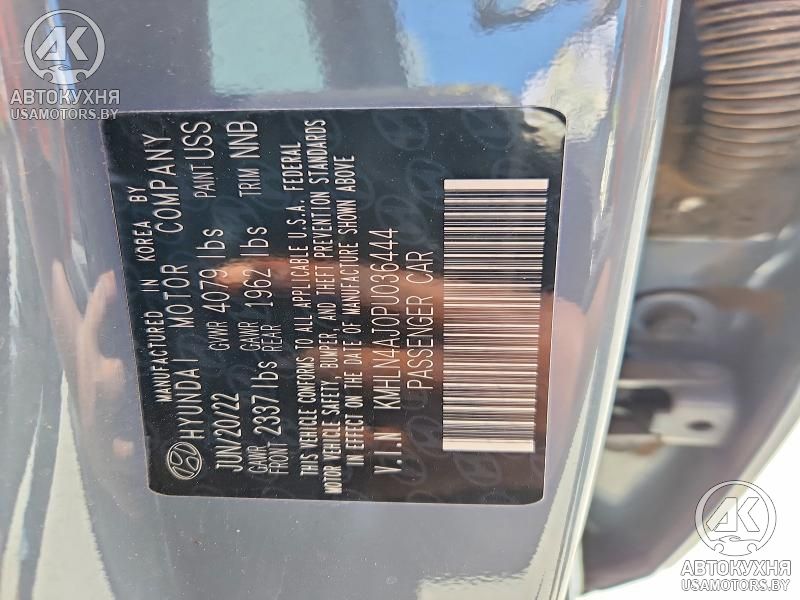 MANUFACTURED IN KOREA BY
HYUNDAI MOTOR COMPANY
JUN/20/22 GVWR 4079 lbs PAINT USS
GAWR FRONT 2337 lbs GAWR REAR 1962 lbs TRIM NNB
THIS VEHICLE CONFORMS TO ALL APPLICABLE U.S.A. FEDERAL
MOTOR VEHICLE SAFETY, BUMPER, AND THEFT PREVENTION STANDARDS
IN EFFECT ON THE DATE OF MANUFACTURE SHOWN ABOVE
V.I.N KMHLN4AJ0PU036444
PASSENGER CAR
АК
АВТОКУХНЯ
USAMOTORS.BY
АК
АВТОКУХНЯ
USAMOTORS.BY